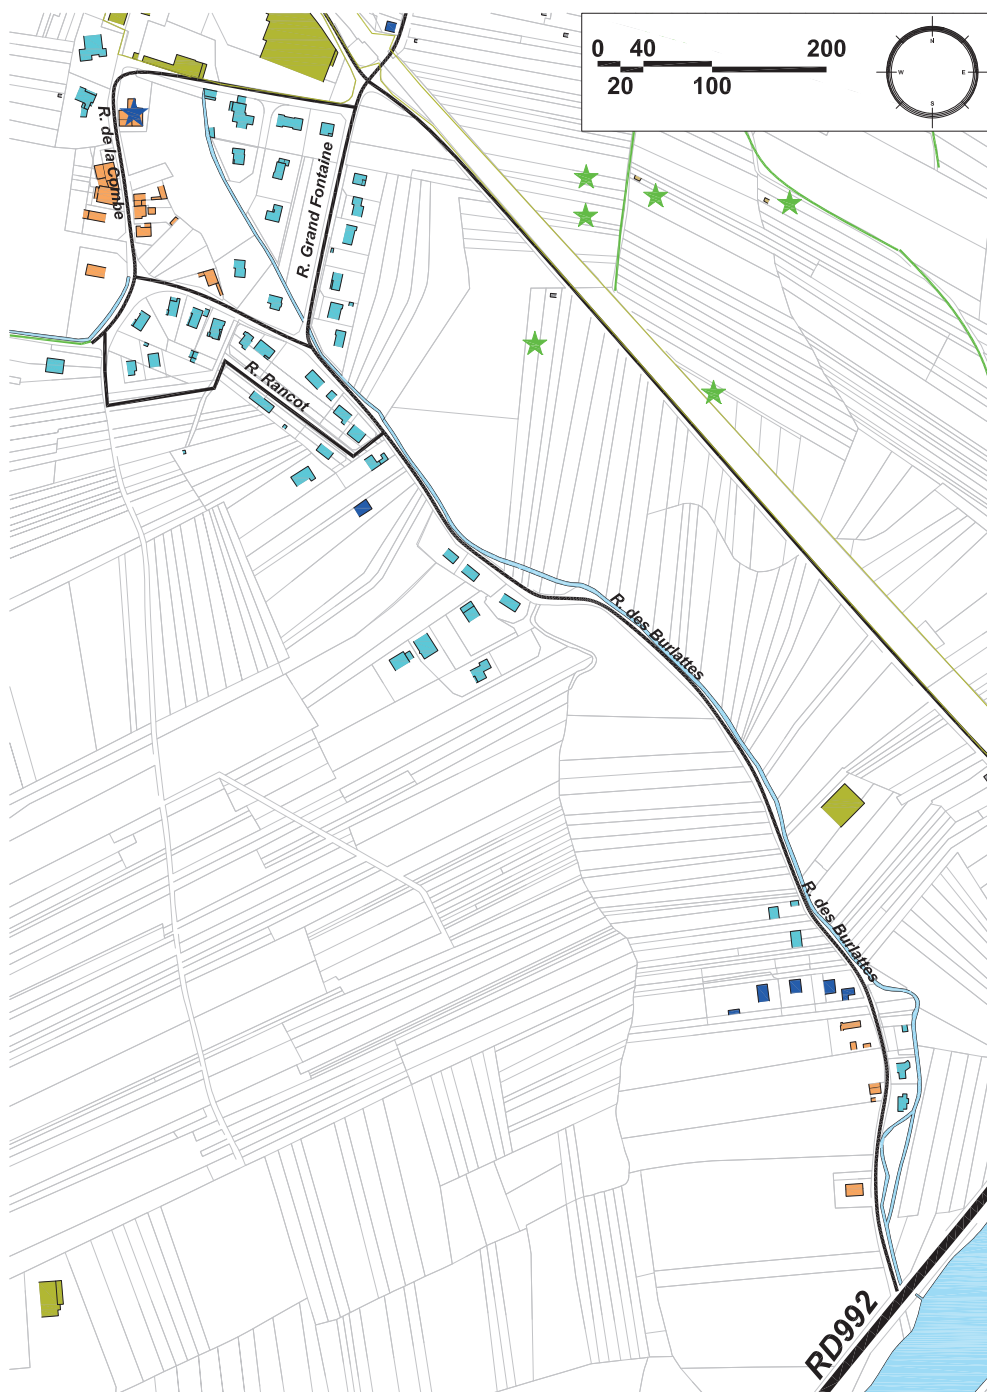 0 40 200
20 100
N
W E
S
R. de la Combe
R. Grand Fontaine
R. Rancot
R. des Burlattes
R. des Burlattes
RD992